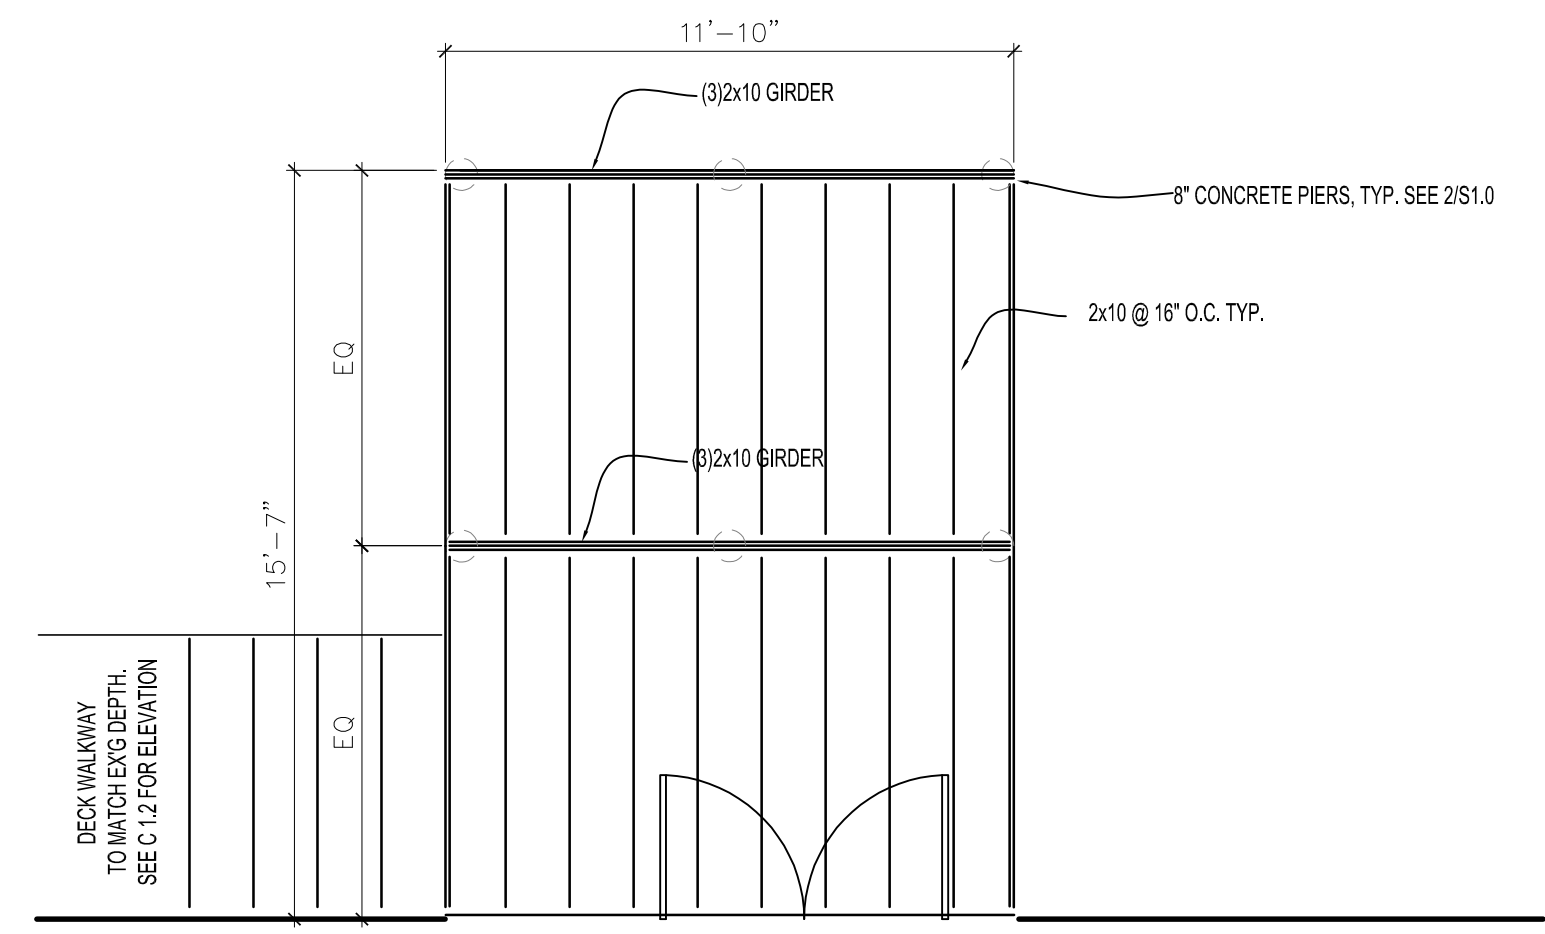 11’-10”
(3)2x10 GIRDER
8" CONCRETE PIERS, TYP. SEE 2/S1.0
2x10 @ 16" O.C. TYP.
EQ
(3)2x10 GIRDER
15’-7”
EQ
DECK WALKWAY
TO MATCH EX'G DEPTH.
SEE C 1.2 FOR ELEVATION